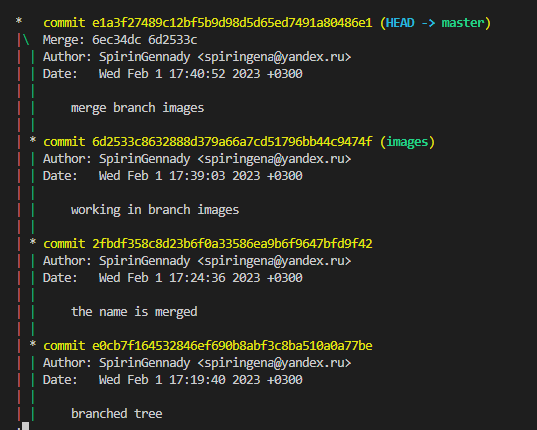 * commit e1a3f27489c12bf5b9d98d5d65ed7491a80486e1 (HEAD -> master)
|\ Merge: 6ec34dc 6d2533c
| | Author: SpirinGennady <spiringena@yandex.ru>
| | Date: Wed Feb 1 17:40:52 2023 +0300
| |
| | merge branch images
| |
| * commit 6d2533c8632888d379a66a7cd51796bb44c9474f (images)
| | Author: SpirinGennady <spiringena@yandex.ru>
| | Date: Wed Feb 1 17:39:03 2023 +0300
| |
| | working in branch images
| |
| * commit 2fbdf358c8d23b6f0a33586ea9b6f9647bfd9f42
| | Author: SpirinGennady <spiringena@yandex.ru>
| | Date: Wed Feb 1 17:24:36 2023 +0300
| |
| | the name is merged
| |
| * commit e0cb7f164532846ef690b8abf3c8ba510a0a77be
| | Author: SpirinGennady <spiringena@yandex.ru>
| | Date: Wed Feb 1 17:19:40 2023 +0300
| |
| | branched tree
: